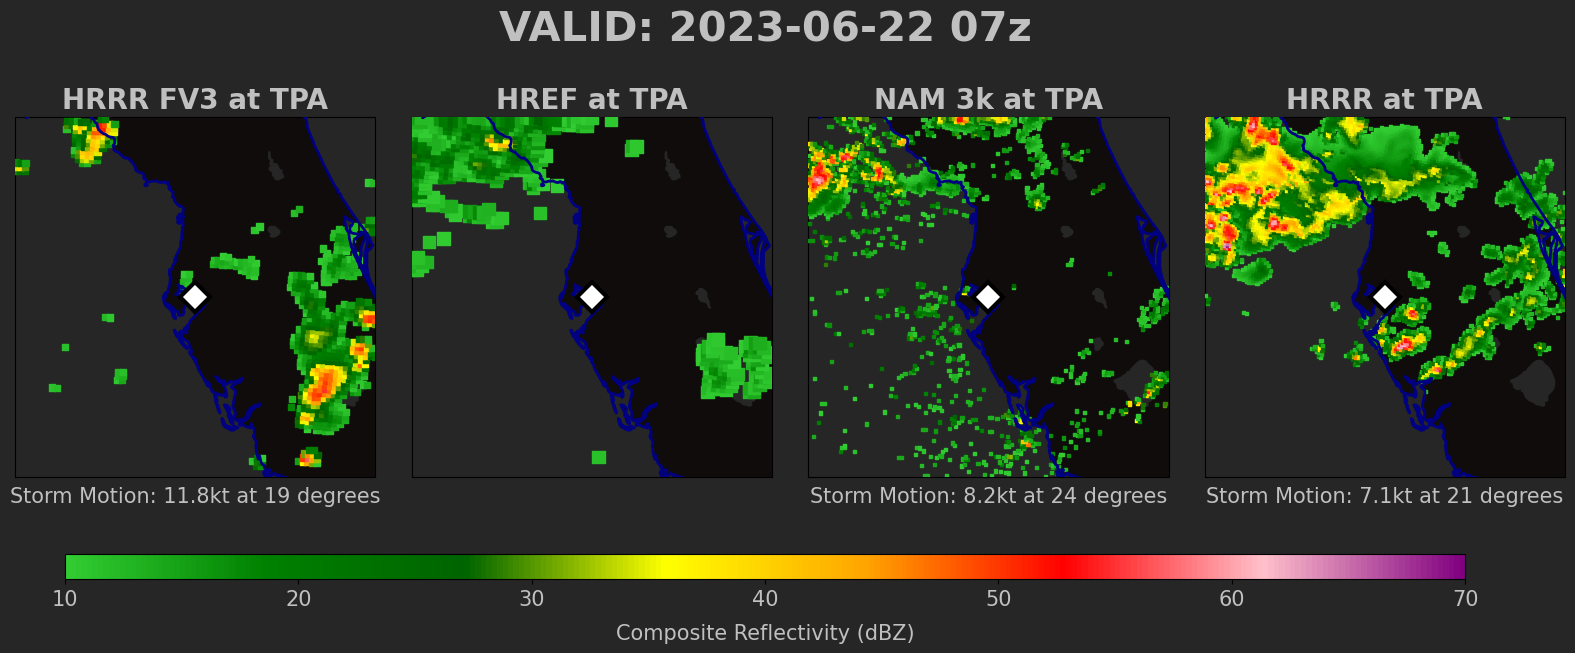 VALID: 2023-06-22 07z
HRRR FV3 at TPA
HREF at TPA
NAM 3k at TPA
HRRR at TPA
Storm Motion: 11.8kt at 19 degrees
Storm Motion: 8.2kt at 24 degrees
Storm Motion: 7.1kt at 21 degrees
10 20 30 40 50 60 70
Composite Reflectivity (dBZ)